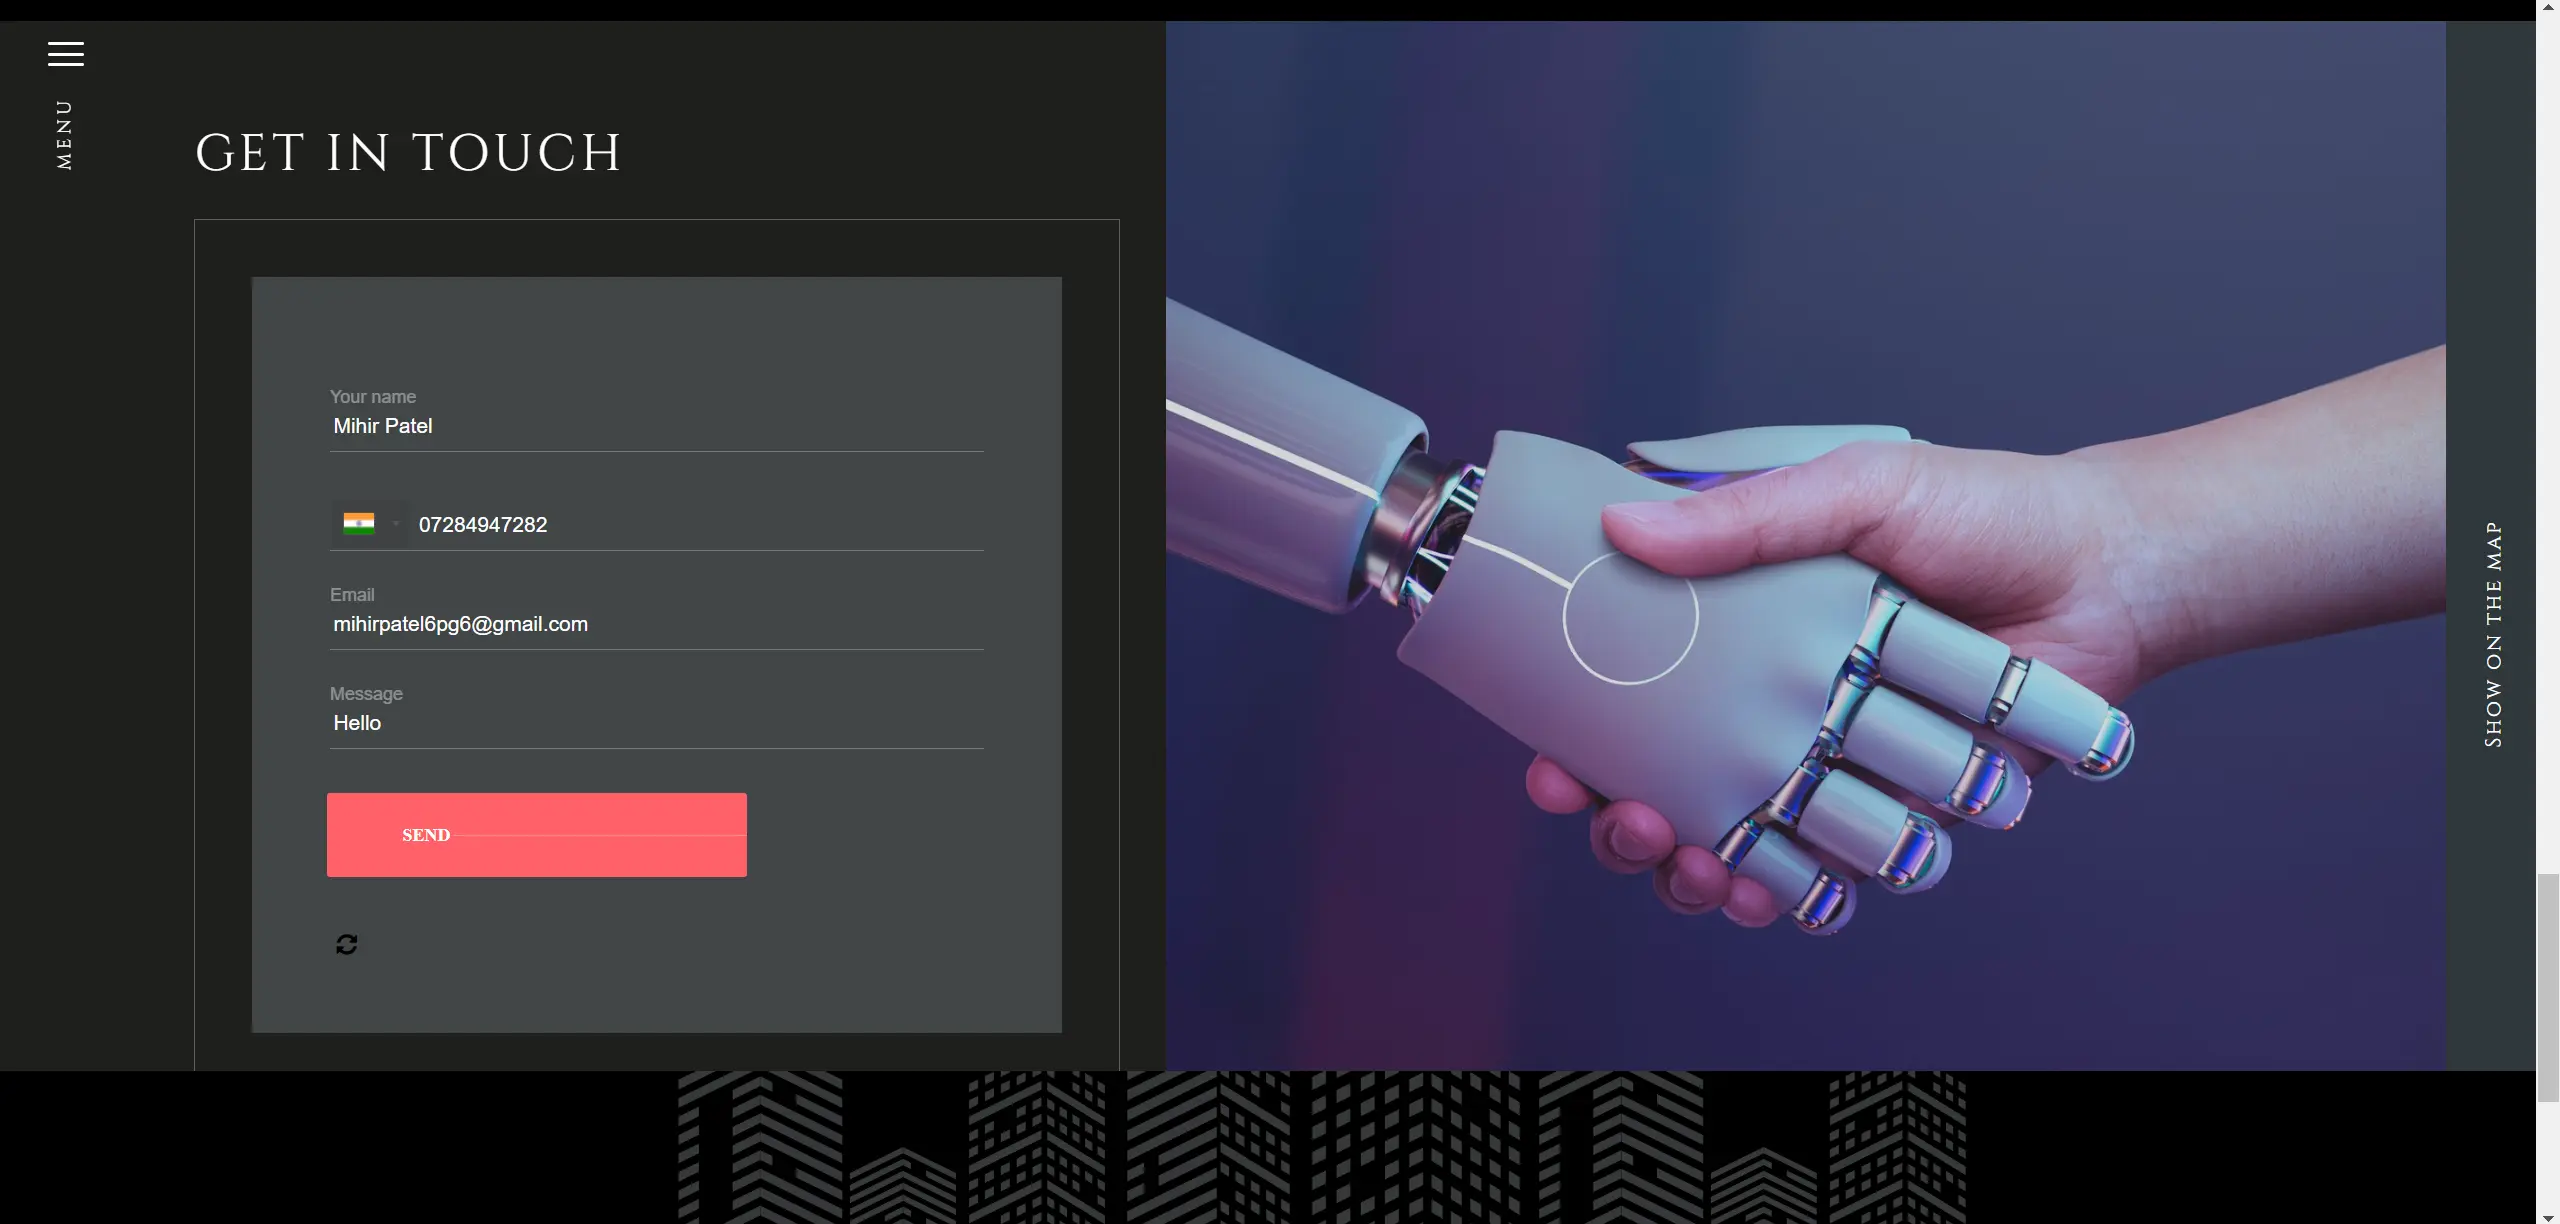 MENU
GET IN TOUCH
Your name
Mihir Patel
07284947282
Email
mihirpatel6pg6@gmail.com
Message
Hello
SEND
SHOW ON THE MAP